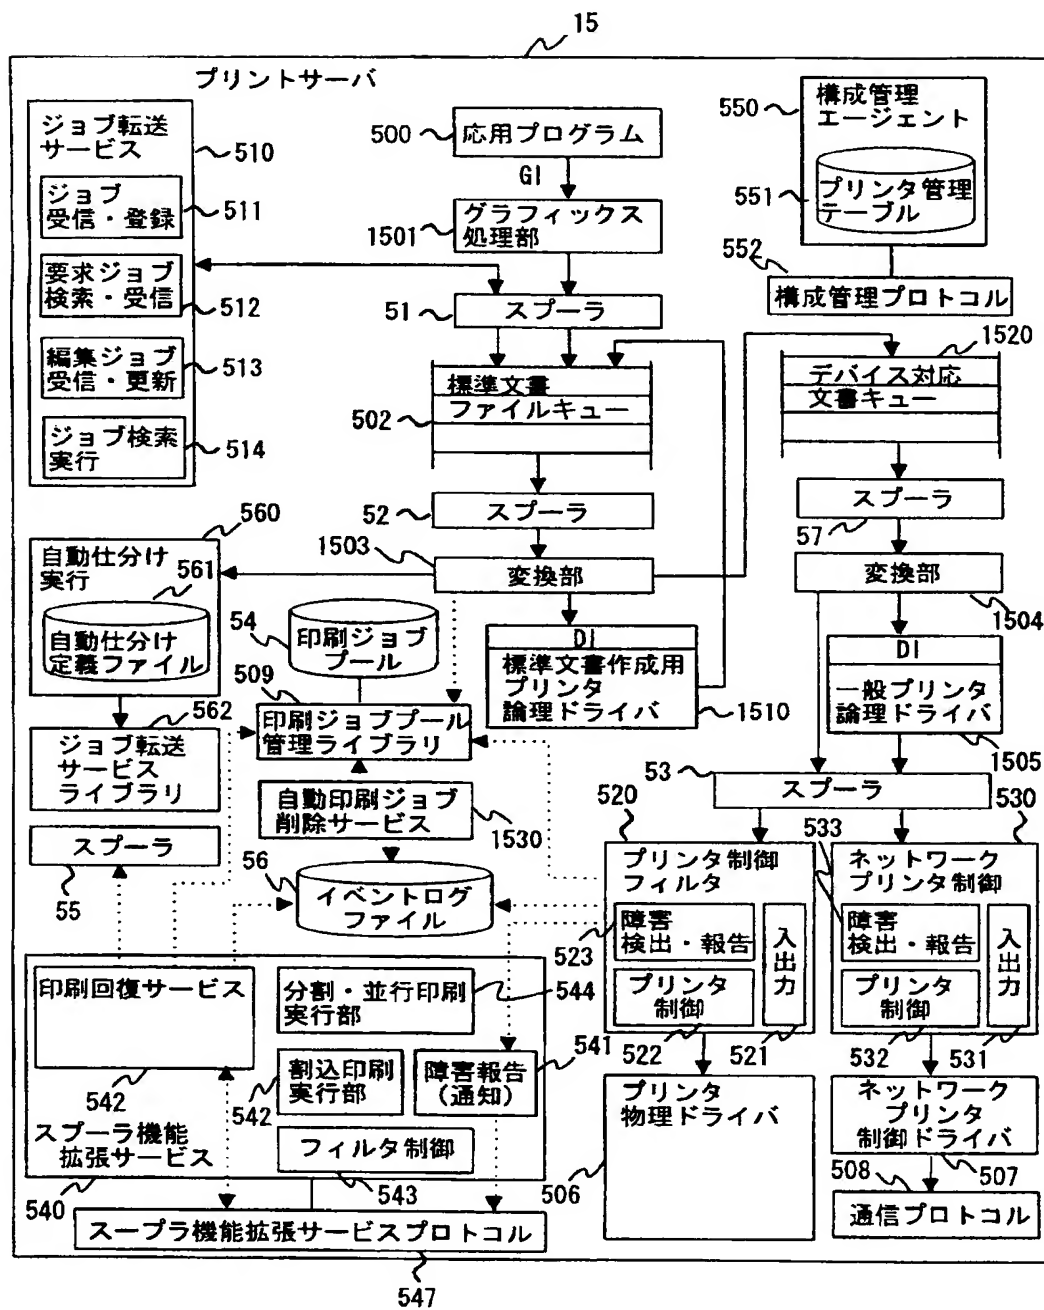 15
プリントサーバ
ジョブ転送
サービス
510
ジョブ
受信・登録
511
要求ジョブ
検索・受信
512
編集ジョブ
受信・更新
513
ジョブ検索
実行
514
500
応用プログラム
GI
1501
グラフィックス
処理部
51
スプーラ
標準文書
ファイルキュー
502
52
スプーラ
1503
変換部
550
構成管理
エージェント
551
プリンタ管理
テーブル
552
構成管理プロトコル
1520
デバイス対応
文書キュー
スプーラ
57
変換部
1504
DI
一般プリンタ
論理ドライバ
1505
560
自動仕分け
実行
561
自動仕分け
定義ファイル
562
ジョブ転送
サービス
ライブラリ
スプーラ
55
54
印刷ジョブ
プール
509
印刷ジョブプール
管理ライブラリ
自動印刷ジョブ
削除サービス
1530
56
イベントログ
ファイル
DI
標準文書作成用
プリンタ
論理ドライバ
1510
53
スプーラ
520
プリンタ制御
フィルタ
障害
検出・報告
523
プリンタ
制御
522
入出力
521
530
533
ネットワーク
プリンタ制御
障害
検出・報告
プリンタ
制御
532
入出力
531
印刷回復サービス
542
分割・並行印刷
実行部
544
割込印刷
実行部
542
障害報告
(通知)
541
フィルタ制御
543
スプーラ機能
拡張サービス
540
スープラ機能拡張サービスプロトコル
547
プリンタ
物理ドライバ
506
ネットワーク
プリンタ
制御ドライバ
507
508
通信プロトコル